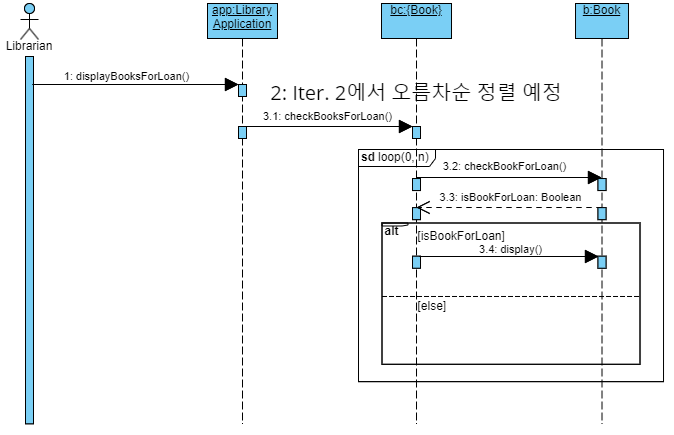 app:Library
Application
bc:{Book}
b:Book
Librarian
1: displayBooksForLoan()
2: Iter. 2에서 오름차순 정렬 예정
3.1: checkBooksForLoan()
sd loop(0, n)
3.2: checkBookForLoan()
3.3: isBookForLoan: Boolean
alt
[isBookForLoan]
3.4: display()
[else]